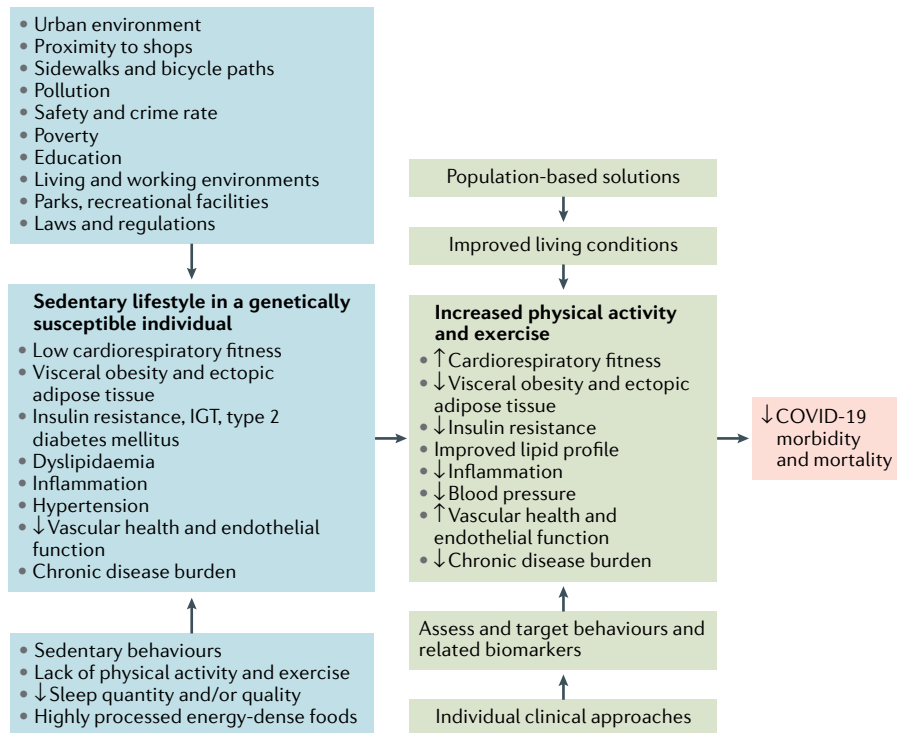 • Urban environment
• Proximity to shops
• Sidewalks and bicycle paths
• Pollution
• Safety and crime rate
• Poverty
• Education
• Living and working environments
• Parks, recreational facilities
• Laws and regulations
Sedentary lifestyle in a genetically
susceptible individual
• Low cardiorespiratory fitness
• Visceral obesity and ectopic
adipose tissue
• Insulin resistance, IGT, type 2
diabetes mellitus
• Dyslipidaemia
• Inflammation
• Hypertension
• ↓Vascular health and endothelial
function
• Chronic disease burden
• Sedentary behaviours
• Lack of physical activity and exercise
• ↓Sleep quantity and/or quality
• Highly processed energy-dense foods
Population-based solutions
Improved living conditions
Increased physical activity
and exercise
• ↑Cardiorespiratory fitness
• ↓Visceral obesity and ectopic
adipose tissue
• ↓Insulin resistance
• Improved lipid profile
• ↓Inflammation
• ↓Blood pressure
• ↑Vascular health and
endothelial function
• ↓Chronic disease burden
Assess and target behaviours and
related biomarkers
Individual clinical approaches
↓COVID-19
morbidity
and mortality